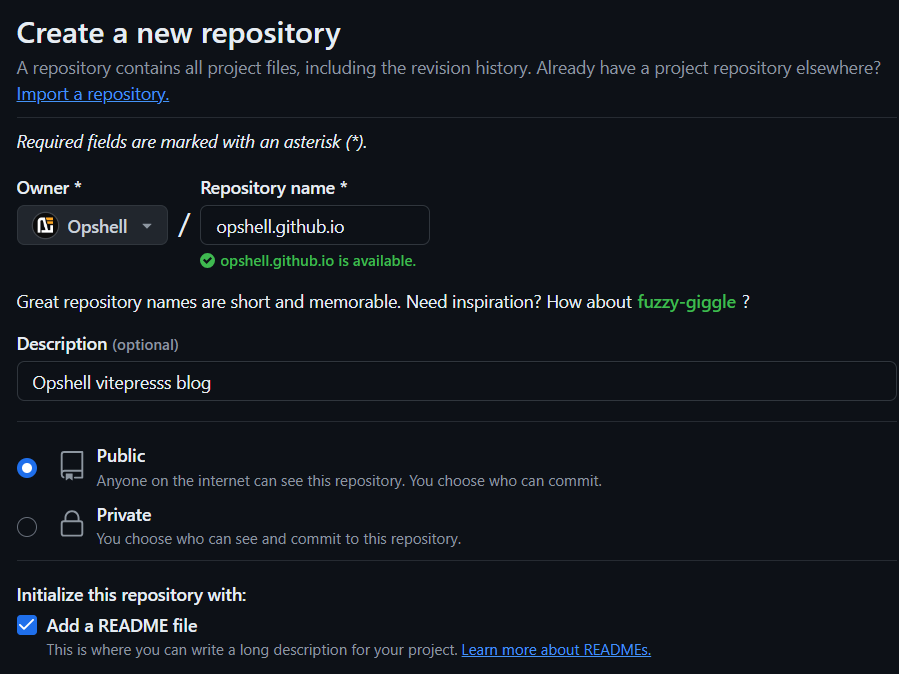 Create a new repository
A repository contains all project files, including the revision history. Already have a project repository elsewhere?
Import a repository.
Required fields are marked with an asterisk (*).
Owner *
Repository name *
Opshell
/
opshell.github.io
opshell.github.io is available.
Great repository names are short and memorable. Need inspiration? How about fuzzy-giggle ?
Description (optional)
Opshell vitepresss blog
Public
Anyone on the internet can see this repository. You choose who can commit.
Private
You choose who can see and commit to this repository.
Initialize this repository with:
Add a README file
This is where you can write a long description for your project. Learn more about READMEs.